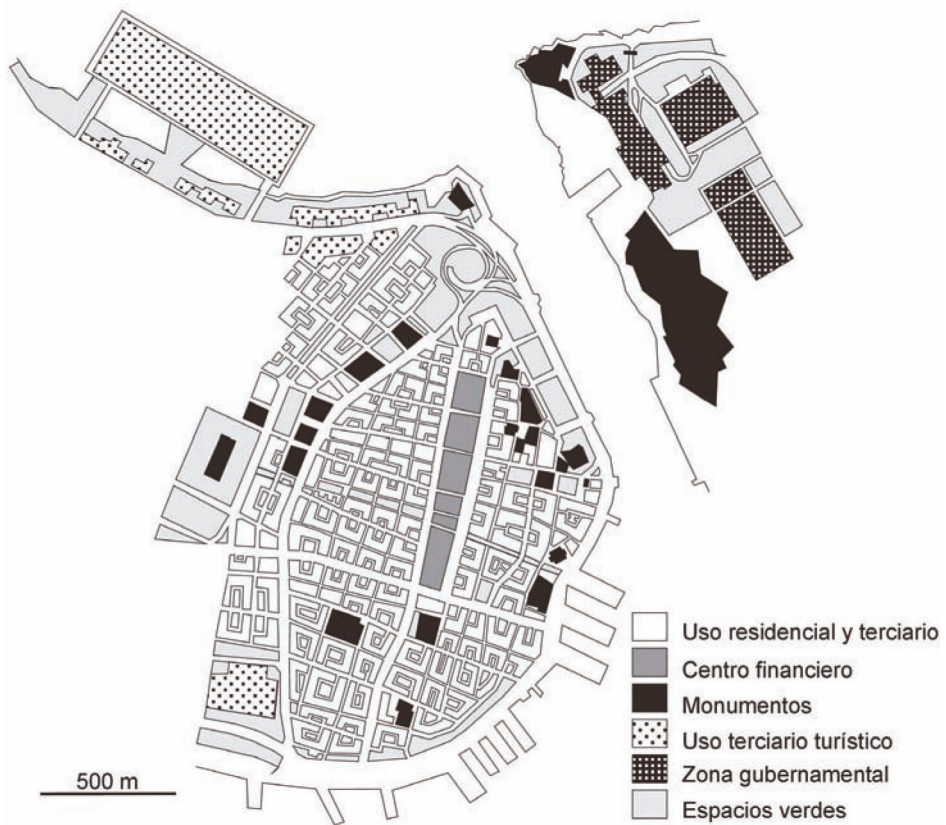 Uso residencial y terciario
Centro financiero
Monumentos
Uso terciario turístico
Zona gubernamental
Espacios verdes
500 m